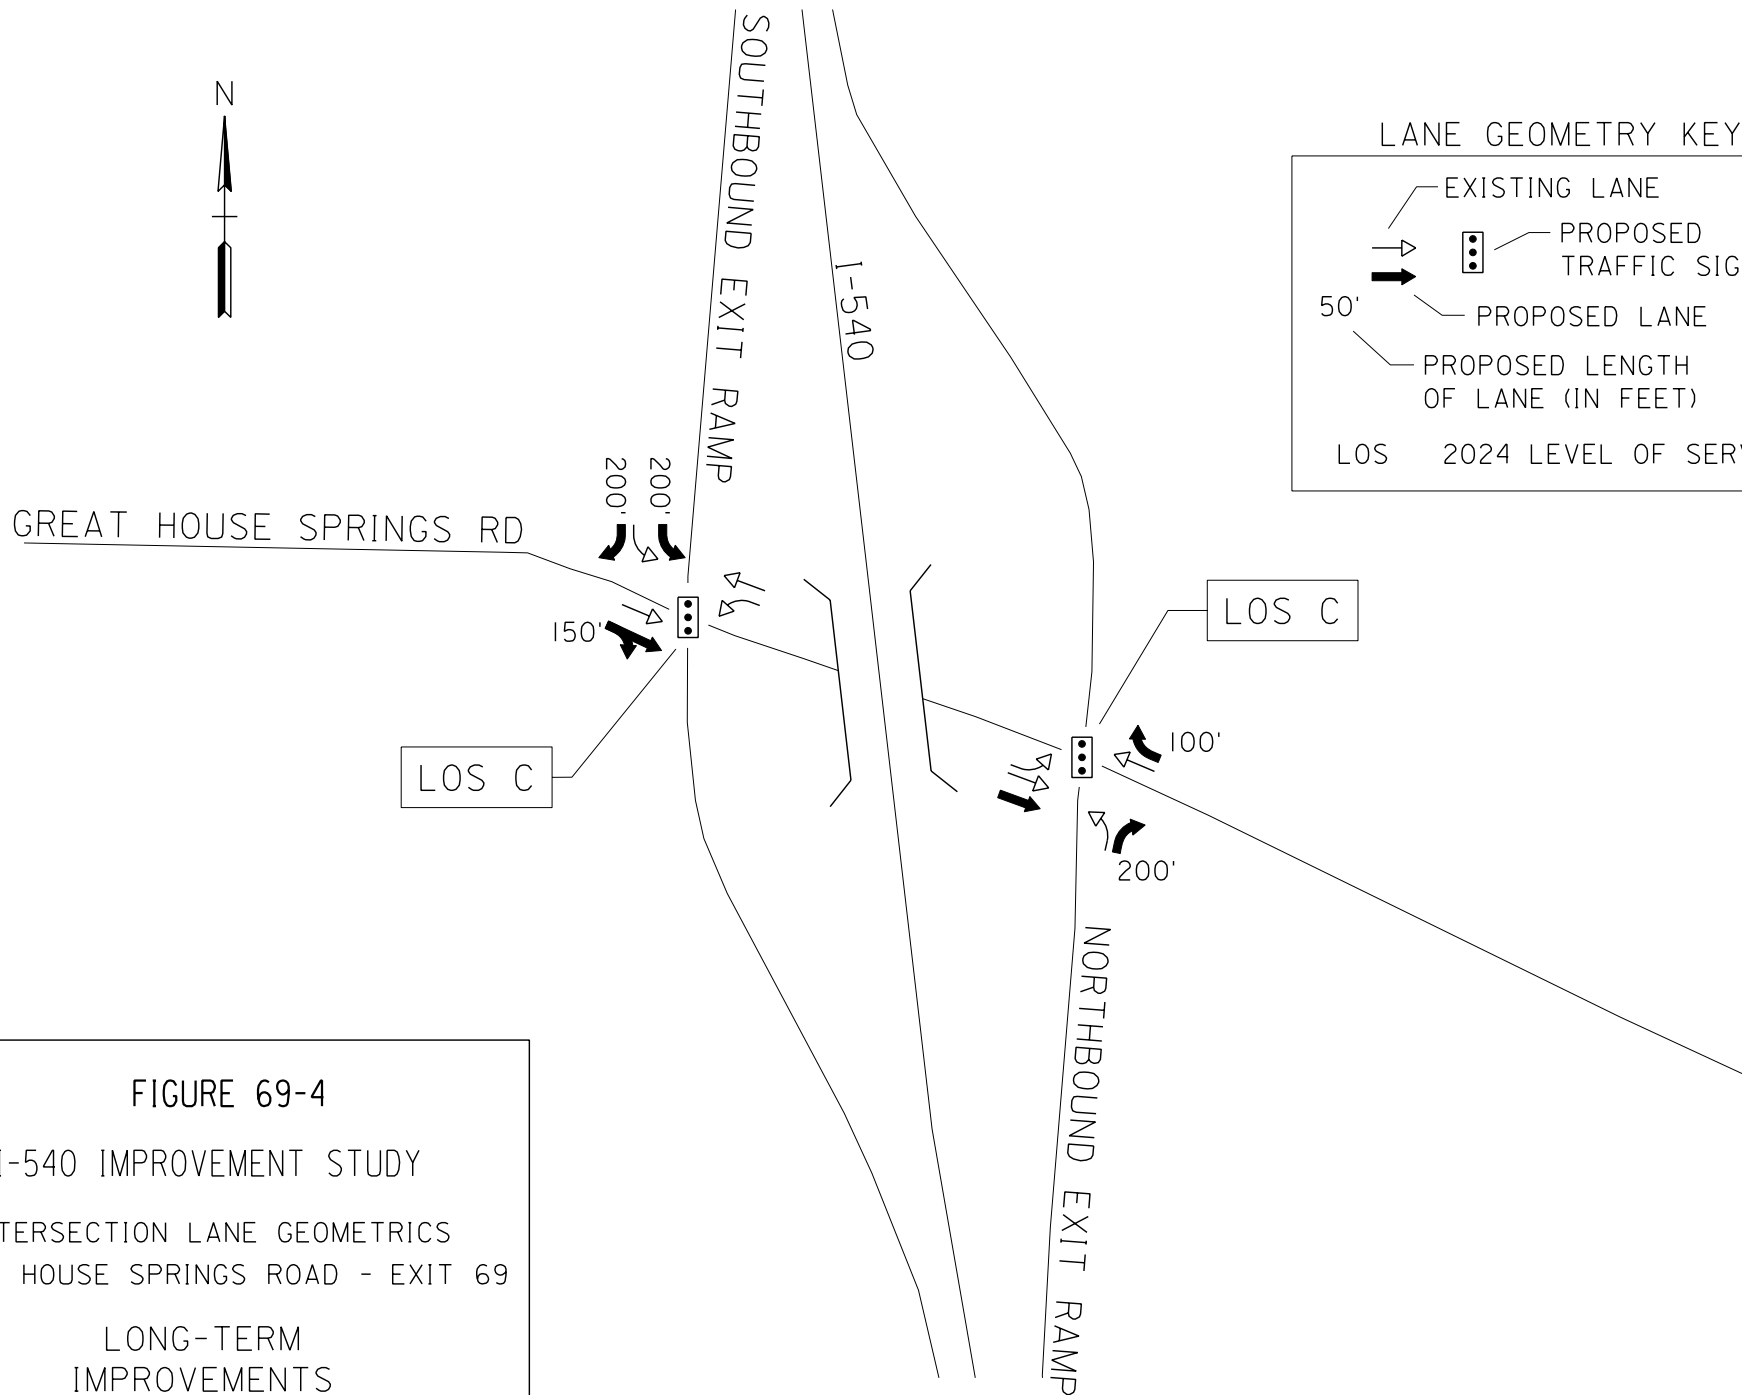 N
SOUTHBOUND EXIT RAMP
I-540
LANE GEOMETRY KEY
EXISTING LANE
PROPOSED
TRAFFIC SIG
50'
PROPOSED LANE
PROPOSED LENGTH
OF LANE (IN FEET)
LOS 2024 LEVEL OF SERV
200'
200'
GREAT HOUSE SPRINGS RD
150'
LOS C
LOS C
100'
200'
NORTHBOUND EXIT RAMP
FIGURE 69-4
I-540 IMPROVEMENT STUDY
TERSECTION LANE GEOMETRICS
HOUSE SPRINGS ROAD - EXIT 69
LONG-TERM
IMPROVEMENTS